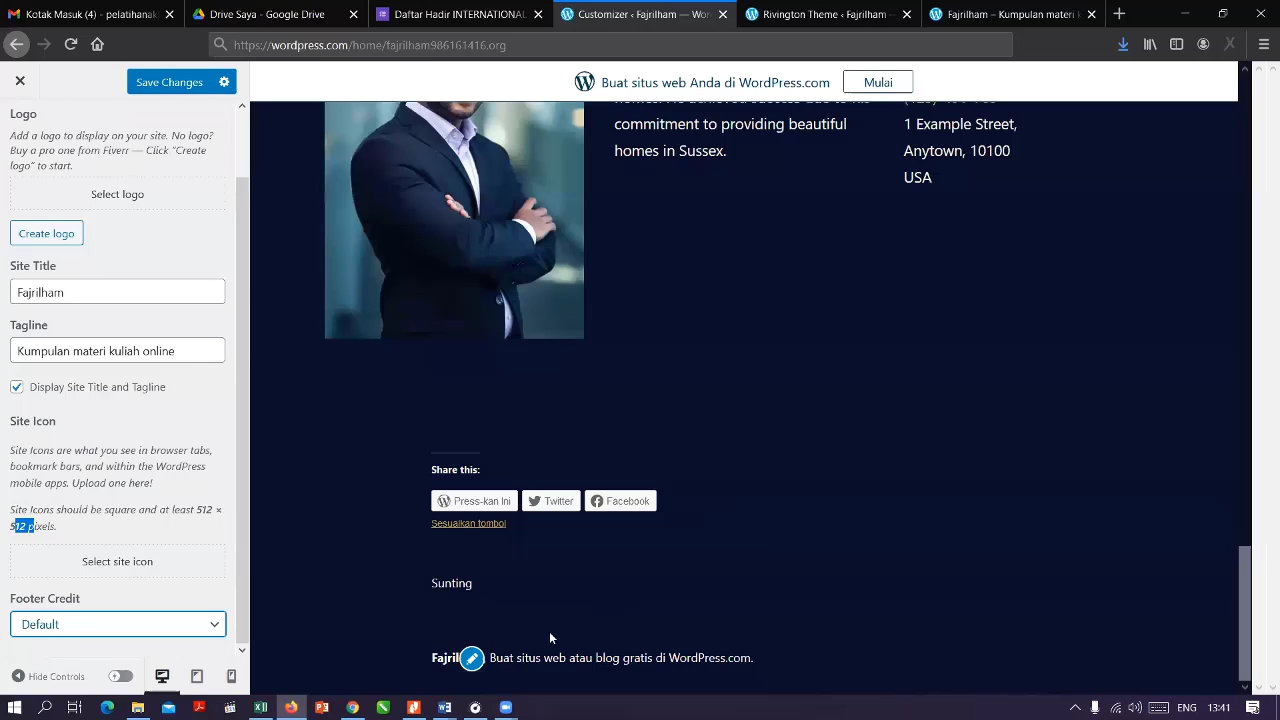 Kotak Masuk (4) - pelatihanak
Drive Saya - Google Drive
Daftar Hadir INTERNATIONAL
Customizer ‹ Fajrilham — Wor
Rivington Theme ‹ Fajrilham
Fajrilham – Kumpulan materi k
https://wordpress.com/home/fajrilham986161416.org
Save Changes
Buat situs web Anda di WordPress.com
Mulai
Logo
Add a logo to display on your site. No logo?
Buy a pro one from Fiverr — Click "Create
logo" to start.
Select logo
Create logo
Site Title
Fajrilham
Tagline
Kumpulan materi kuliah online
Display Site Title and Tagline
Site Icon
Site Icons are what you see in browser tabs,
bookmark bars, and within the WordPress
mobile apps. Upload one here!
Site Icons should be square and at least 512 ×
512 pixels.
Select site icon
Footer Credit
Default
Hide Controls
commitment to providing beautiful
homes in Sussex.
1 Example Street,
Anytown, 10100
USA
Share this:
Press-kan Ini
Twitter
Facebook
Sesuaikan tombol
Sunting
Fajril
Buat situs web atau blog gratis di WordPress.com.
ENG
13:41